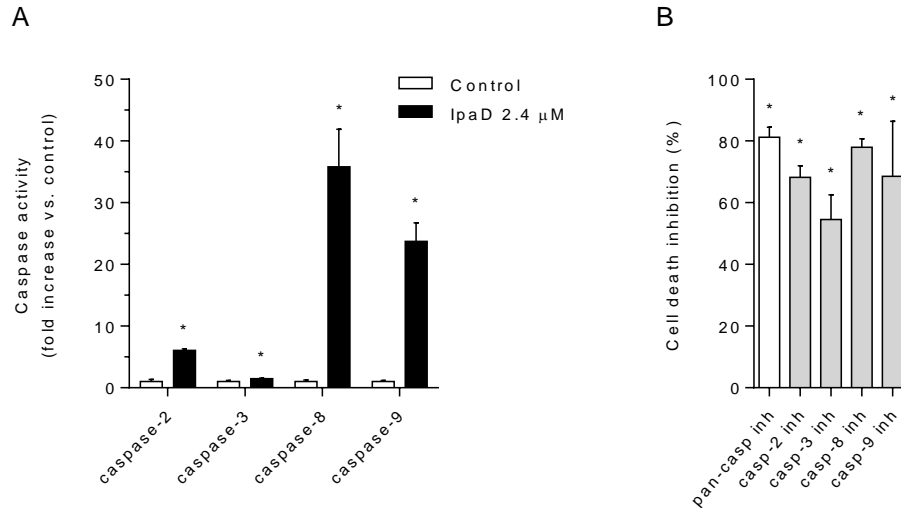 A
Caspase activity
(fold increase vs. control)
50
40
30
20
10
0
Control
IpaD 2.4 μM
*
*
*
*
caspase-2
caspase-3
caspase-8
caspase-9
B
Cell death inhibition (%)
100
80
60
40
20
0
*
*
*
*
*
pan-casp inh
casp-2 inh
casp-3 inh
casp-8 inh
casp-9 inh